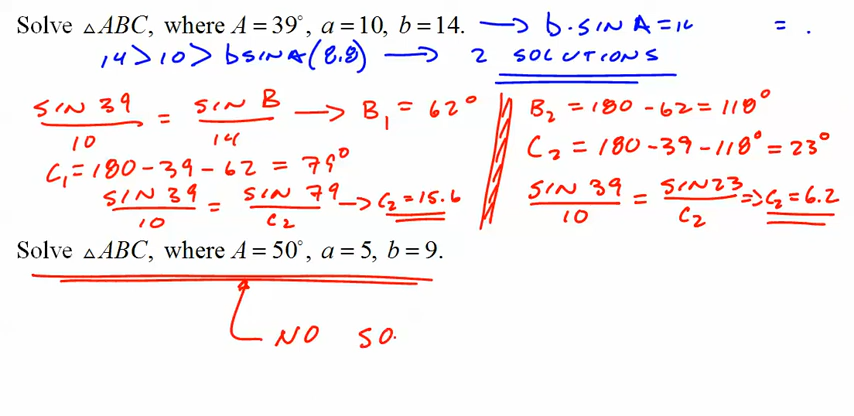 Solve △ABC, where A = 39°, a = 10, b = 14. → b · SIN A = 14 = .
14 > 10 > b SIN A (8.8) → 2 SOLUTIONS
SIN 39 / 10 = SIN B / 14 → B₁ = 62°
C₁ = 180 - 39 - 62 = 79°
SIN 39 / 10 = SIN 79 / C₂ → C₂ = 15.6
B₂ = 180 - 62 = 118°
C₂ = 180 - 39 - 118° = 23°
SIN 39 / 10 = SIN 23 / C₂ ⇒ C₂ = 6.2
Solve △ABC, where A = 50°, a = 5, b = 9.
NO SO